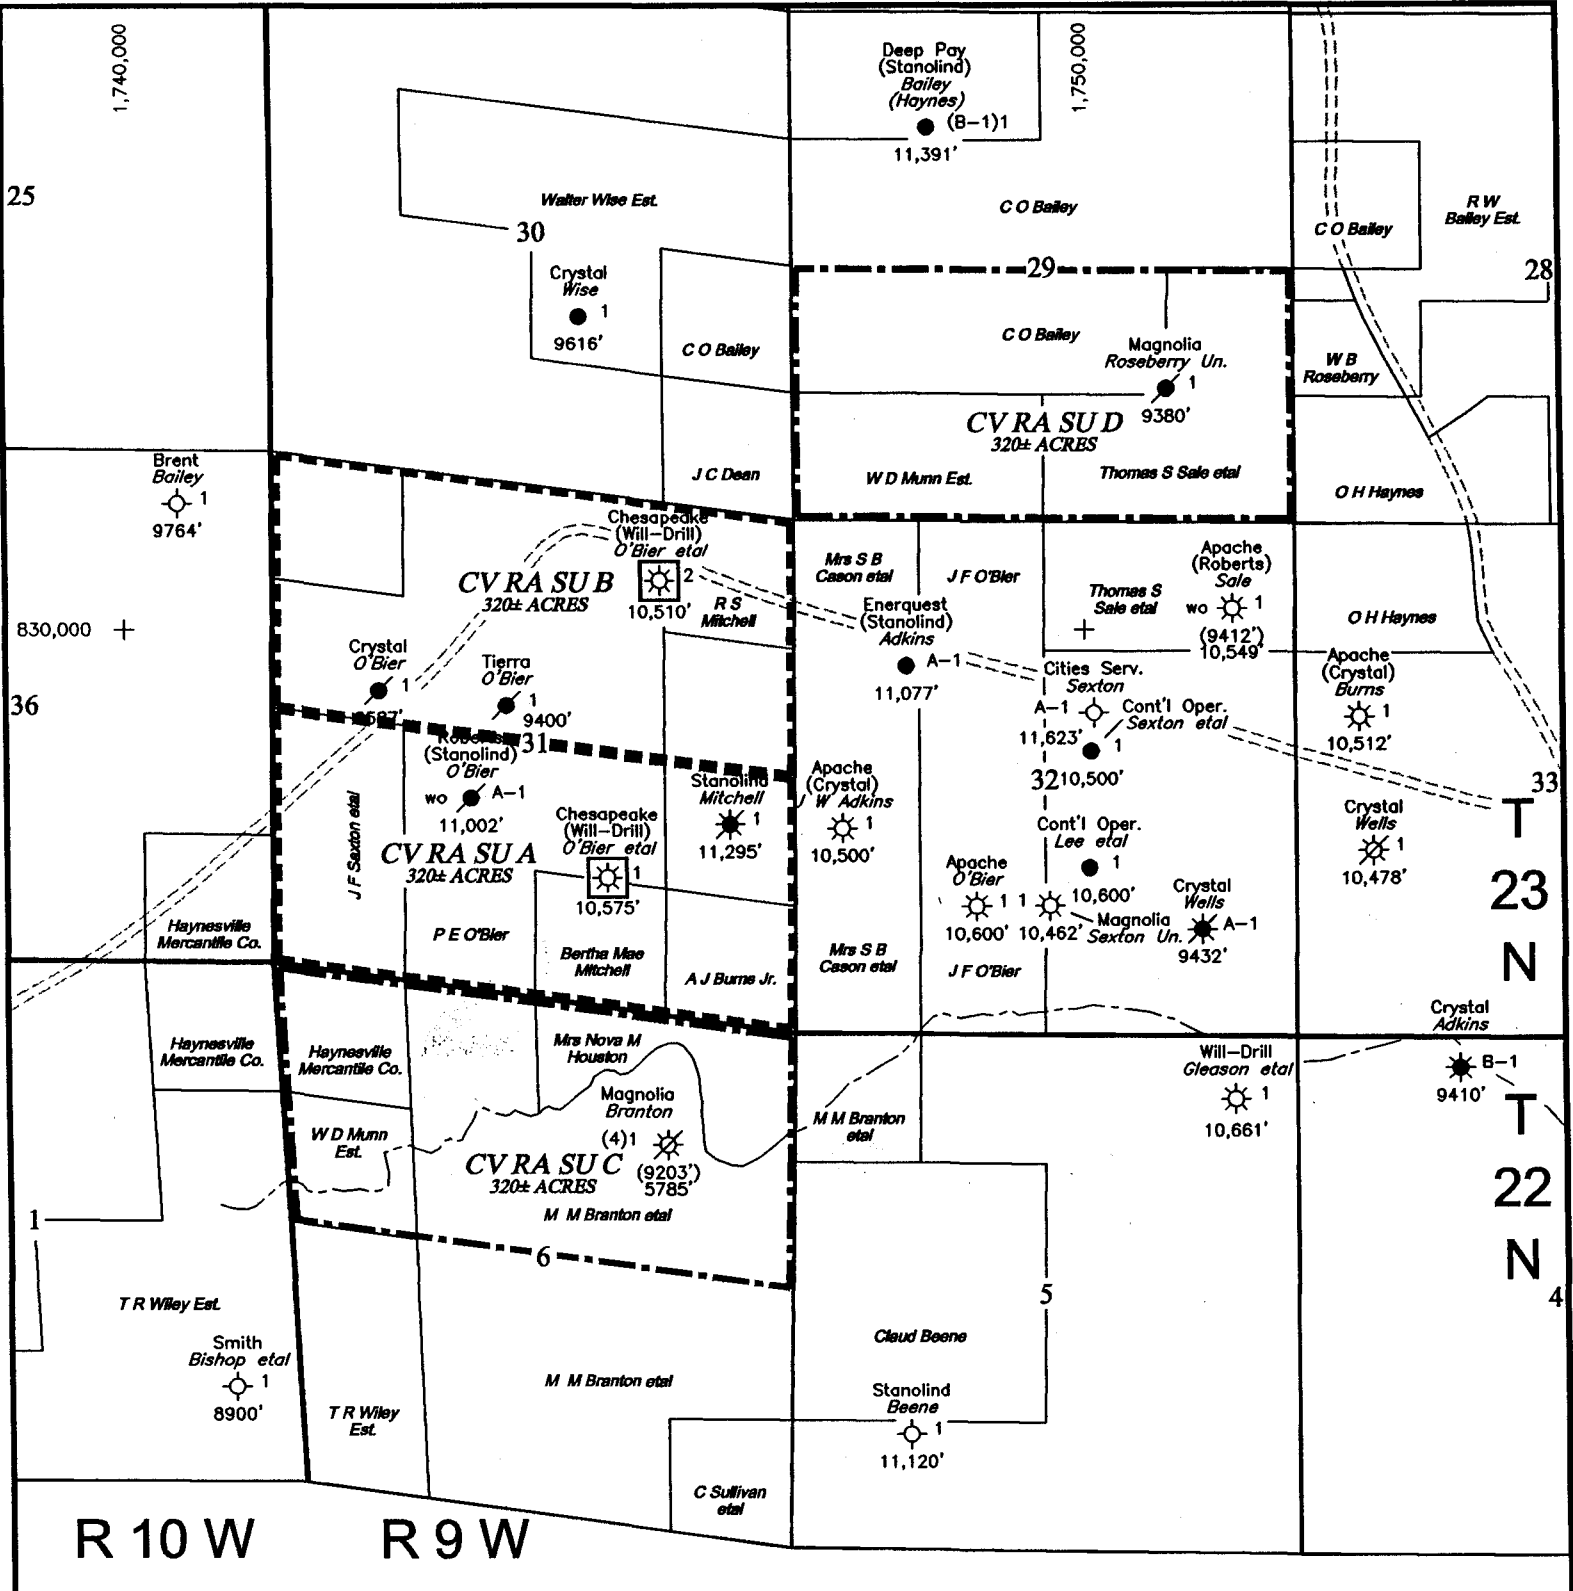 1,740,000
1,750,000
Deep Pay
(Stanolind)
Bailey
(Haynes)
(B-1)1
11,391'
25
Walter Wise Est.
30
C O Bailey
C O Bailey
R W
Bailey Est.
28
29
Crystal
Wise
1
9616'
C O Bailey
C O Bailey
Magnolia
Roseberry Un.
1
9380'
W B
Roseberry
CV RA SU D
320± ACRES
J C Dean
W D Munn Est.
Thomas S Sale etal
O H Haynes
Brent
Bailey
1
9764'
Chesapeake
(Will-Drill)
O'Bier etal
2
10,510'
CV RA SU B
320± ACRES
R S
Mitchell
Mrs S B
Cason etal
J F O'Bier
Thomas S
Sale etal
Apache
(Roberts)
Sale
wo 1
(9412')
10,549'
O H Haynes
830,000
Enerquest
(Stanolind)
Adkins
A-1
11,077'
Crystal
O'Bier
1
Tierra
O'Bier
1
9400'
36
31
Cities Serv.
Sexton
A-1
11,623'
Cont'l Oper.
Sexton etal
1
10,500'
32
Apache
(Crystal)
Burns
1
10,512'
33
(Stanolind)
O'Bier
wo A-1
11,002'
Stanolind
Mitchell
1
11,295'
Apache
(Crystal)
W Adkins
1
10,500'
J F Saxton etal
CV RA SU A
320± ACRES
Chesapeake
(Will-Drill)
O'Bier etal
1
10,575'
Cont'l Oper.
Lee etal
1
10,600'
Crystal
Wells
1
10,478'
T
23
N
Apache
O'Bier
1
10,600'
1
10,462'
Magnolia
Sexton Un.
Crystal
Wells
A-1
9432'
Haynesville
Mercantile Co.
P E O'Bier
Bertha Mae
Mitchell
A J Burns Jr.
Mrs S B
Cason etal
J F O'Bier
Haynesville
Mercantile Co.
Haynesville
Mercantile Co.
Mrs Nova M
Houston
Will-Drill
Gleason etal
1
10,661'
Crystal
Adkins
B-1
9410'
W D Munn
Est.
Magnolia
Branton
(4)1
(9203')
5785'
CV RA SU C
320± ACRES
M M Branton etal
M M Branton
etal
T
22
N
1
6
5
4
T R Wiley Est.
Smith
Bishop etal
1
8900'
T R Wiley
Est.
M M Branton etal
Claud Beene
Stanolind
Beene
1
11,120'
C Sullivan
etal
R 10 W
R 9 W